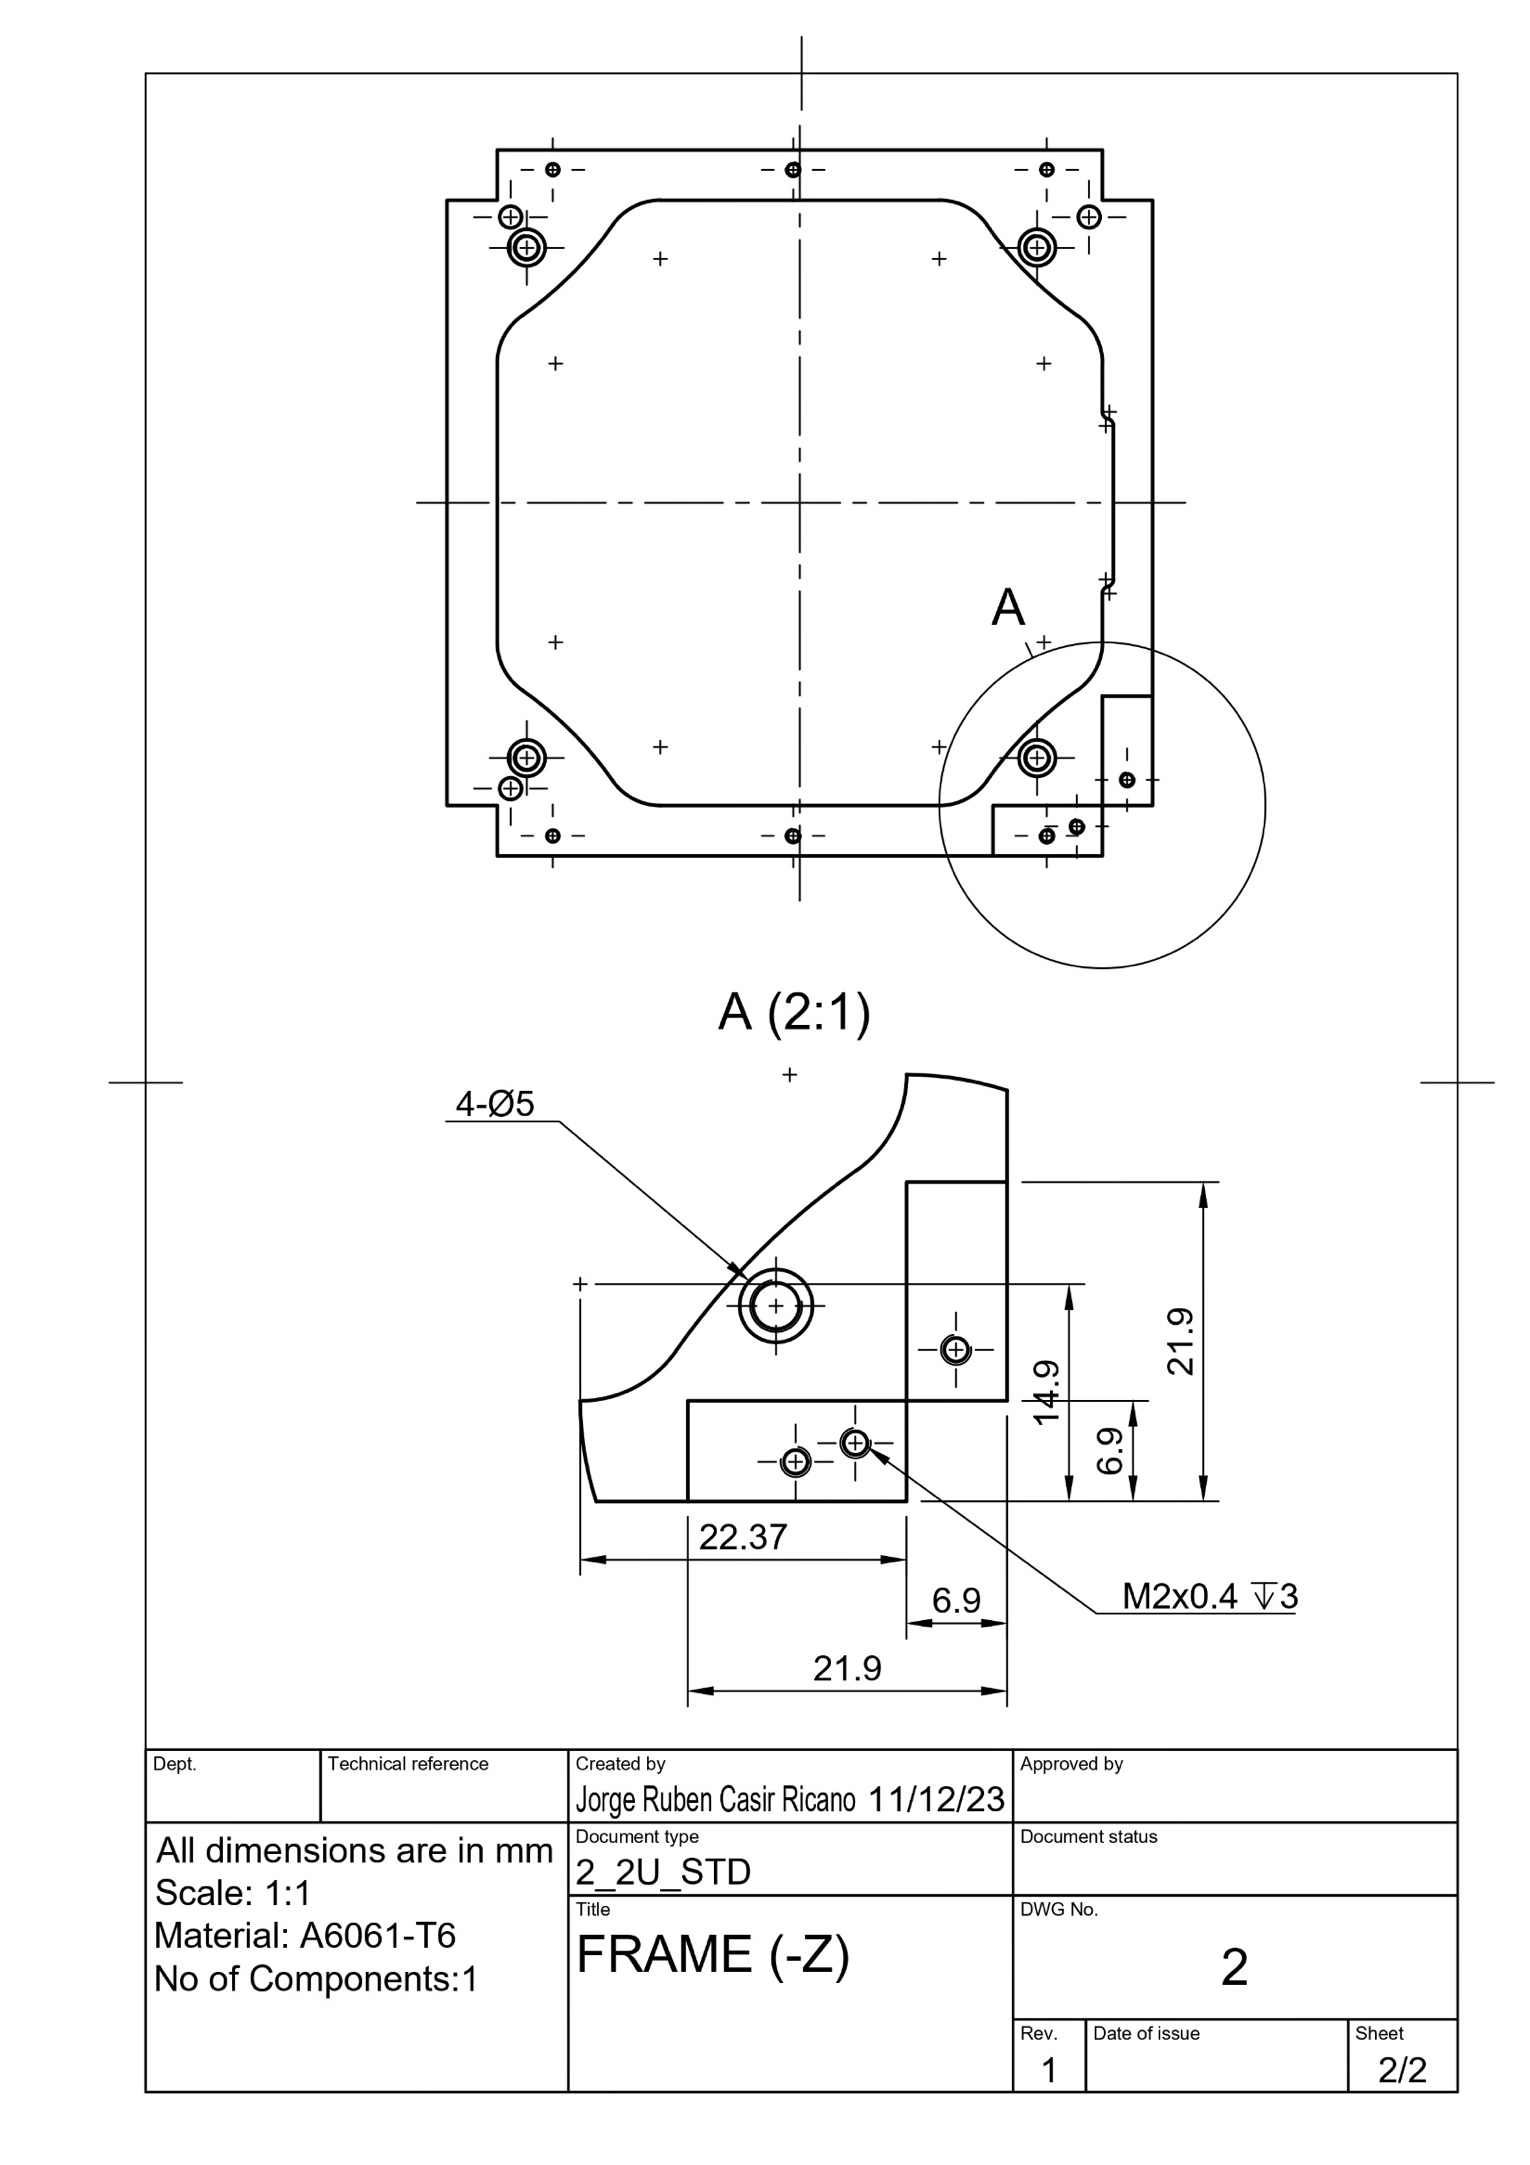 A
A (2:1)
4-Ø5
21.9
14.9
6.9
22.37
6.9
M2x0.4 ↧3
21.9
Dept.
Technical reference
Created by
Jorge Ruben Casir Ricano 11/12/23
Approved by
All dimensions are in mm
Scale: 1:1
Material: A6061-T6
No of Components:1
Document type
2_2U_STD
Document status
Title
FRAME (-Z)
DWG No.
2
Rev.
1
Date of issue
Sheet
2/2